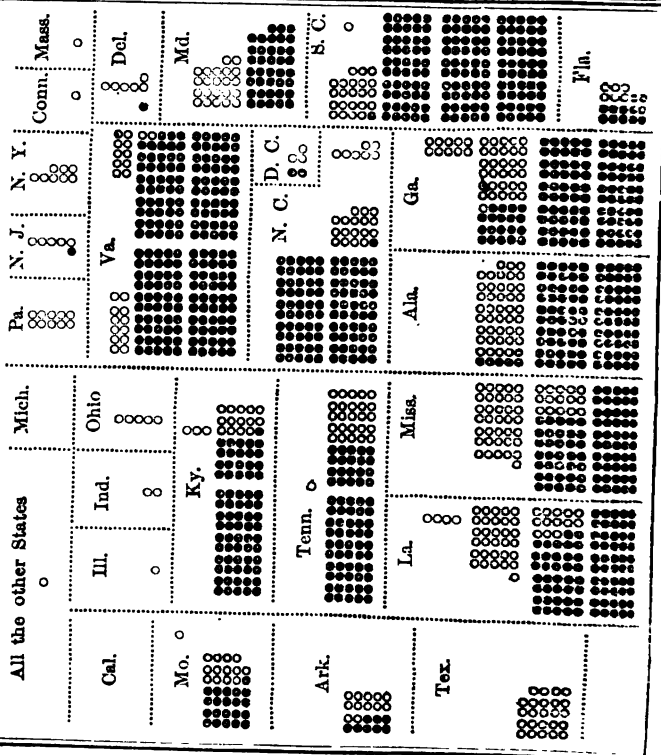 All the other States
Mich.
Pa.
N. J.
N. Y.
Conn.
Mass.
Cal.
Ill.
Ind.
Ohio
Va.
Del.
Mo.
Ky.
Md.
Ark.
Tenn.
N. C.
D. C.
S. C.
Tex.
La.
Miss.
Ala.
Ga.
Fla.